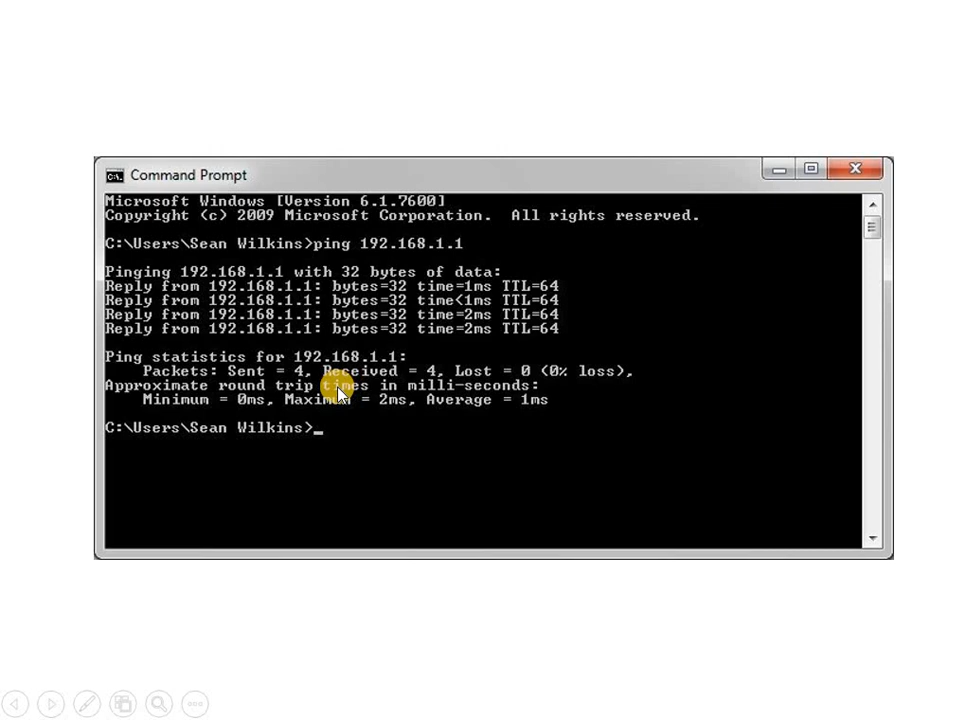 Command Prompt
Microsoft Windows [Version 6.1.7600]
Copyright (c) 2009 Microsoft Corporation.  All rights reserved.
C:\Users\Sean Wilkins>ping 192.168.1.1
Pinging 192.168.1.1 with 32 bytes of data:
Reply from 192.168.1.1: bytes=32 time=1ms TTL=64
Reply from 192.168.1.1: bytes=32 time<1ms TTL=64
Reply from 192.168.1.1: bytes=32 time=2ms TTL=64
Reply from 192.168.1.1: bytes=32 time=2ms TTL=64
Ping statistics for 192.168.1.1:
    Packets: Sent = 4, Received = 4, Lost = 0 (0% loss),
Approximate round trip times in milli-seconds:
    Minimum = 0ms, Maximum = 2ms, Average = 1ms
C:\Users\Sean Wilkins>_